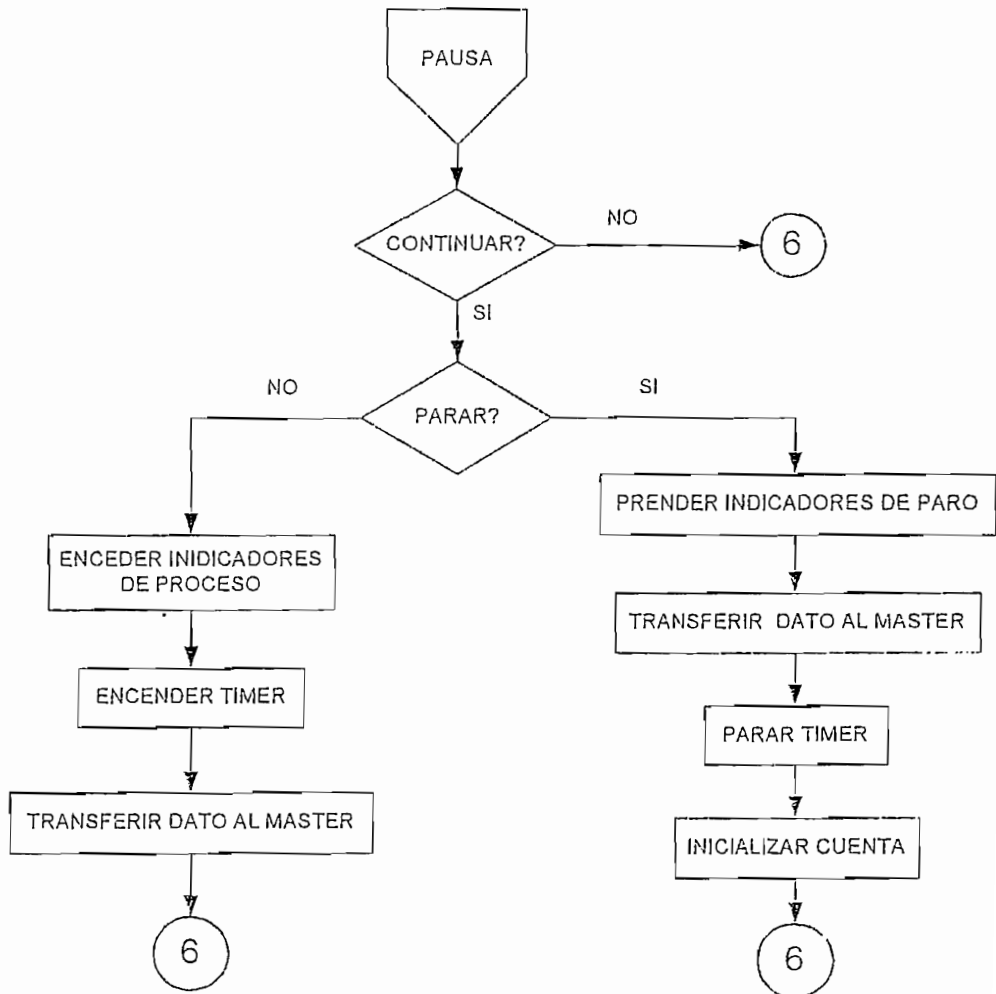 PAUSA
NO
CONTINUAR?
6
SI
NO
SI
PARAR?
PRENDER INDICADORES DE PARO
ENCEDER INIDICADORES
DE PROCESO
TRANSFERIR DATO AL MASTER
ENCENDER TIMER
PARAR TIMER
TRANSFERIR DATO AL MASTER
INICIALIZAR CUENTA
6
6